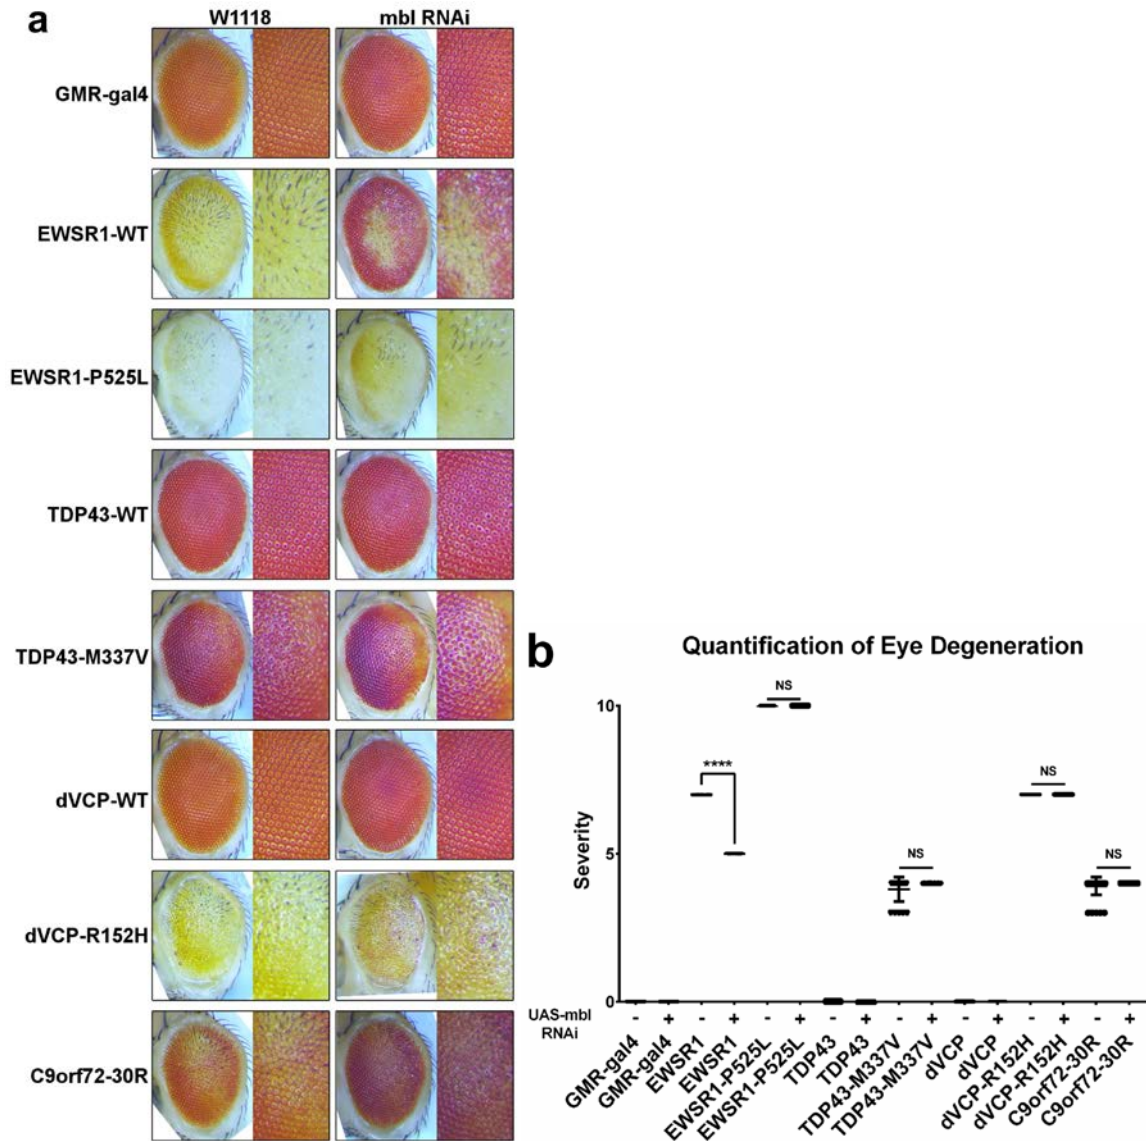 a
W1118 mbl RNAi
GMR-gal4
EWSR1-WT
EWSR1-P525L
TDP43-WT
TDP43-M337V
dVCP-WT
dVCP-R152H
C9orf72-30R
b
Quantification of Eye Degeneration
Severity
10
5
0
****
NS
NS
NS
NS
UAS-mbl
RNAi
- + - + - + - + - + - + - + - +
GMR-gal4
GMR-gal4
EWSR1
EWSR1
EWSR1-P525L
EWSR1-P525L
TDP43
TDP43
TDP43-M337V
TDP43-M337V
dVCP
dVCP
dVCP-R152H
dVCP-R152H
C9orf72-30R
C9orf72-30R